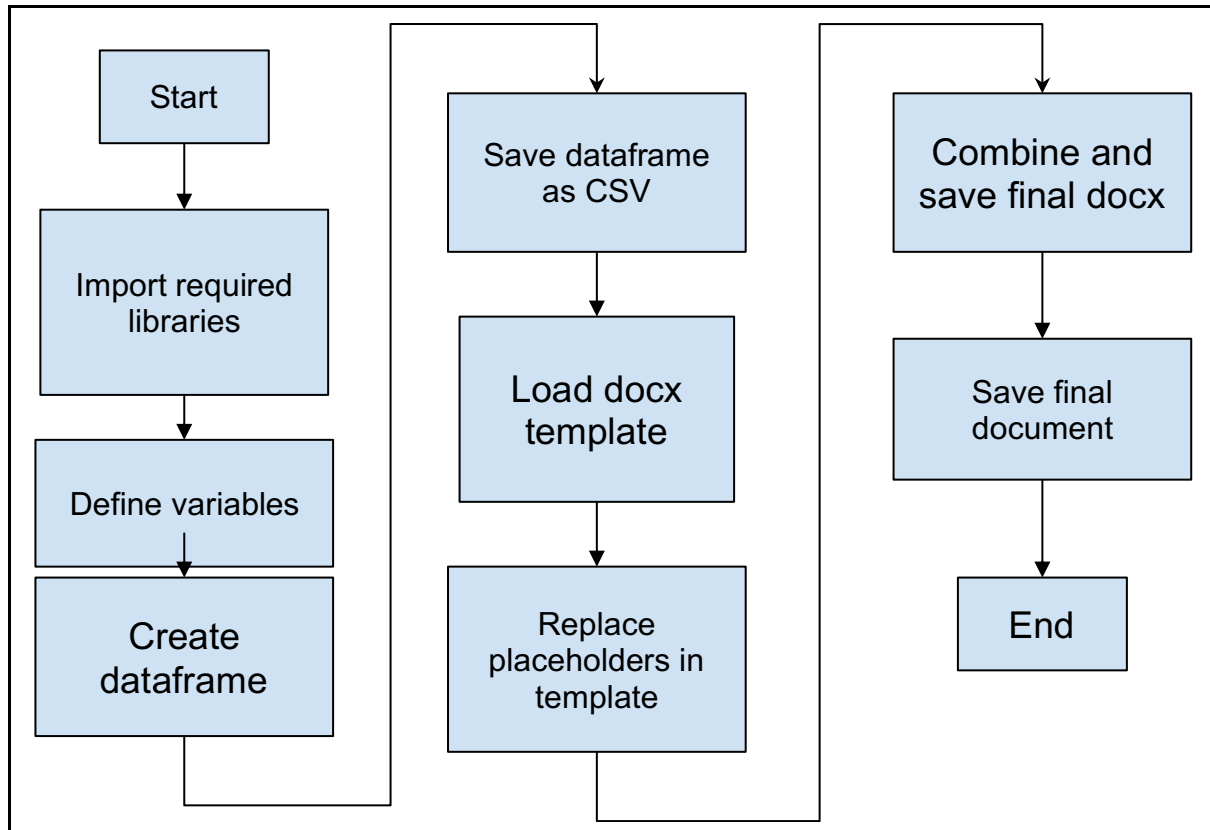 Start
Import required
libraries
Define variables
Create
dataframe
Save dataframe
as CSV
Load docx
template
Replace
placeholders in
template
Combine and
save final docx
Save final
document
End